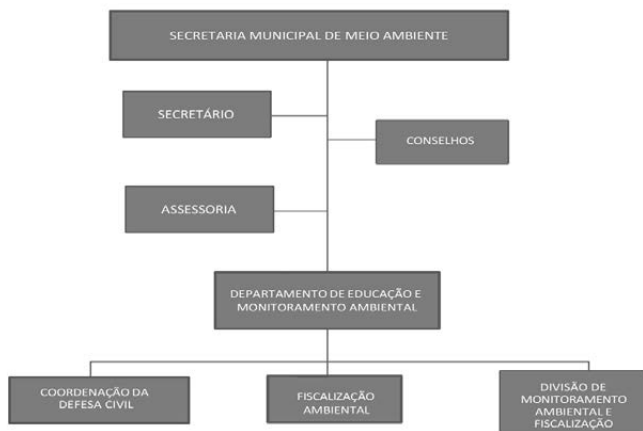 SECRETARIA MUNICIPAL DE MEIO AMBIENTE
SECRETÁRIO
CONSELHOS
ASSESSORIA
DEPARTAMENTO DE EDUCAÇÃO E
MONITORAMENTO AMBIENTAL
COORDENAÇÃO DA
DEFESA CIVIL
FISCALIZAÇÃO
AMBIENTAL
DIVISÃO DE
MONITORAMENTO
AMBIENTAL E
FISCALIZAÇÃO